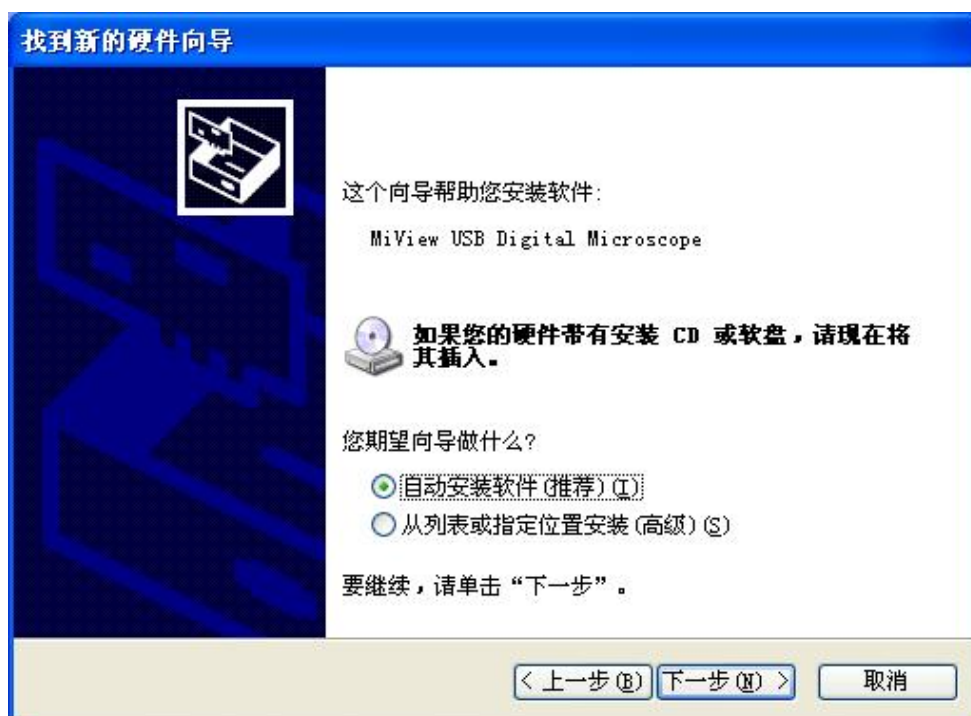 找到新的硬件向导
这个向导帮助您安装软件:
MiView USB Digital Microscope
如果您的硬件带有安装 CD 或软盘，请现在将
其插入。
您期望向导做什么?
自动安装软件(推荐)(I)
从列表或指定位置安装(高级)(S)
要继续，请单击“下一步”。
< 上一步(B) 下一步(N) > 取消